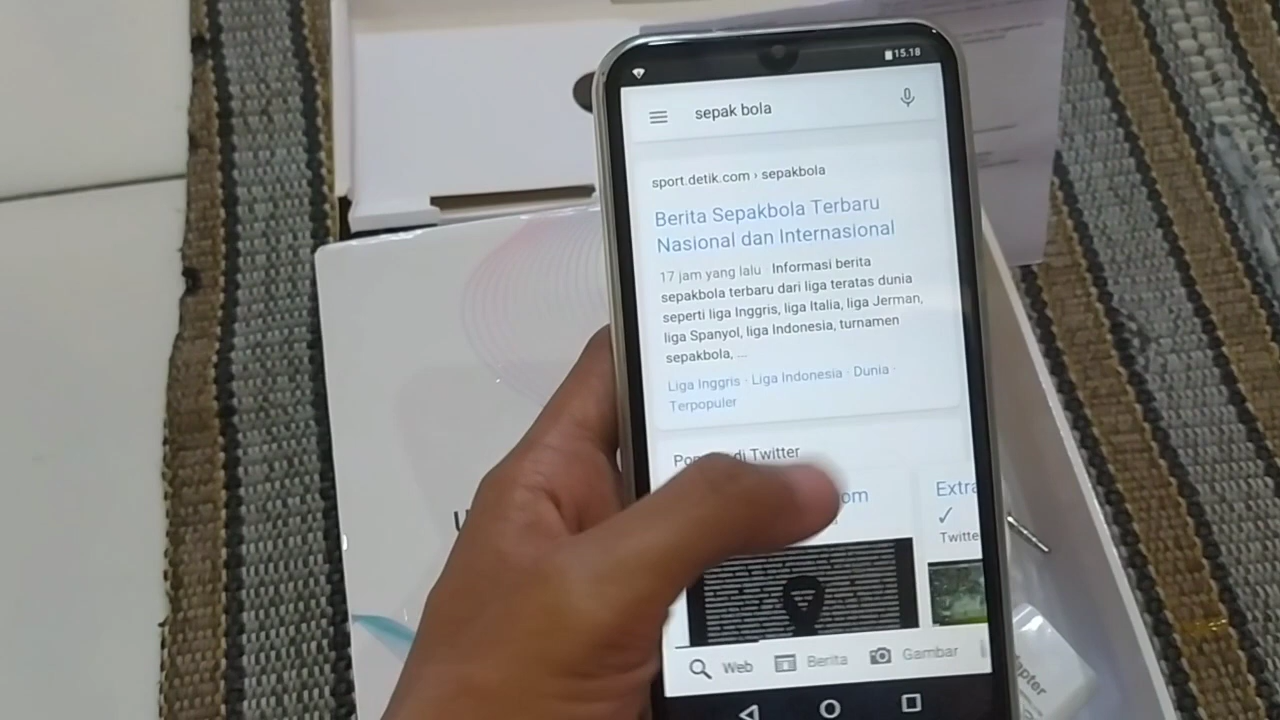 15.18
sepak bola
sport.detik.com › sepakbola
Berita Sepakbola Terbaru
Nasional dan Internasional
17 jam yang lalu · Informasi berita
sepakbola terbaru dari liga teratas dunia
seperti liga Inggris, liga Italia, liga Jerman,
liga Spanyol, liga Indonesia, turnamen
sepakbola, ...
Liga Inggris · Liga Indonesia · Dunia ·
Terpopuler
di Twitter
Web
Berita
Gambar